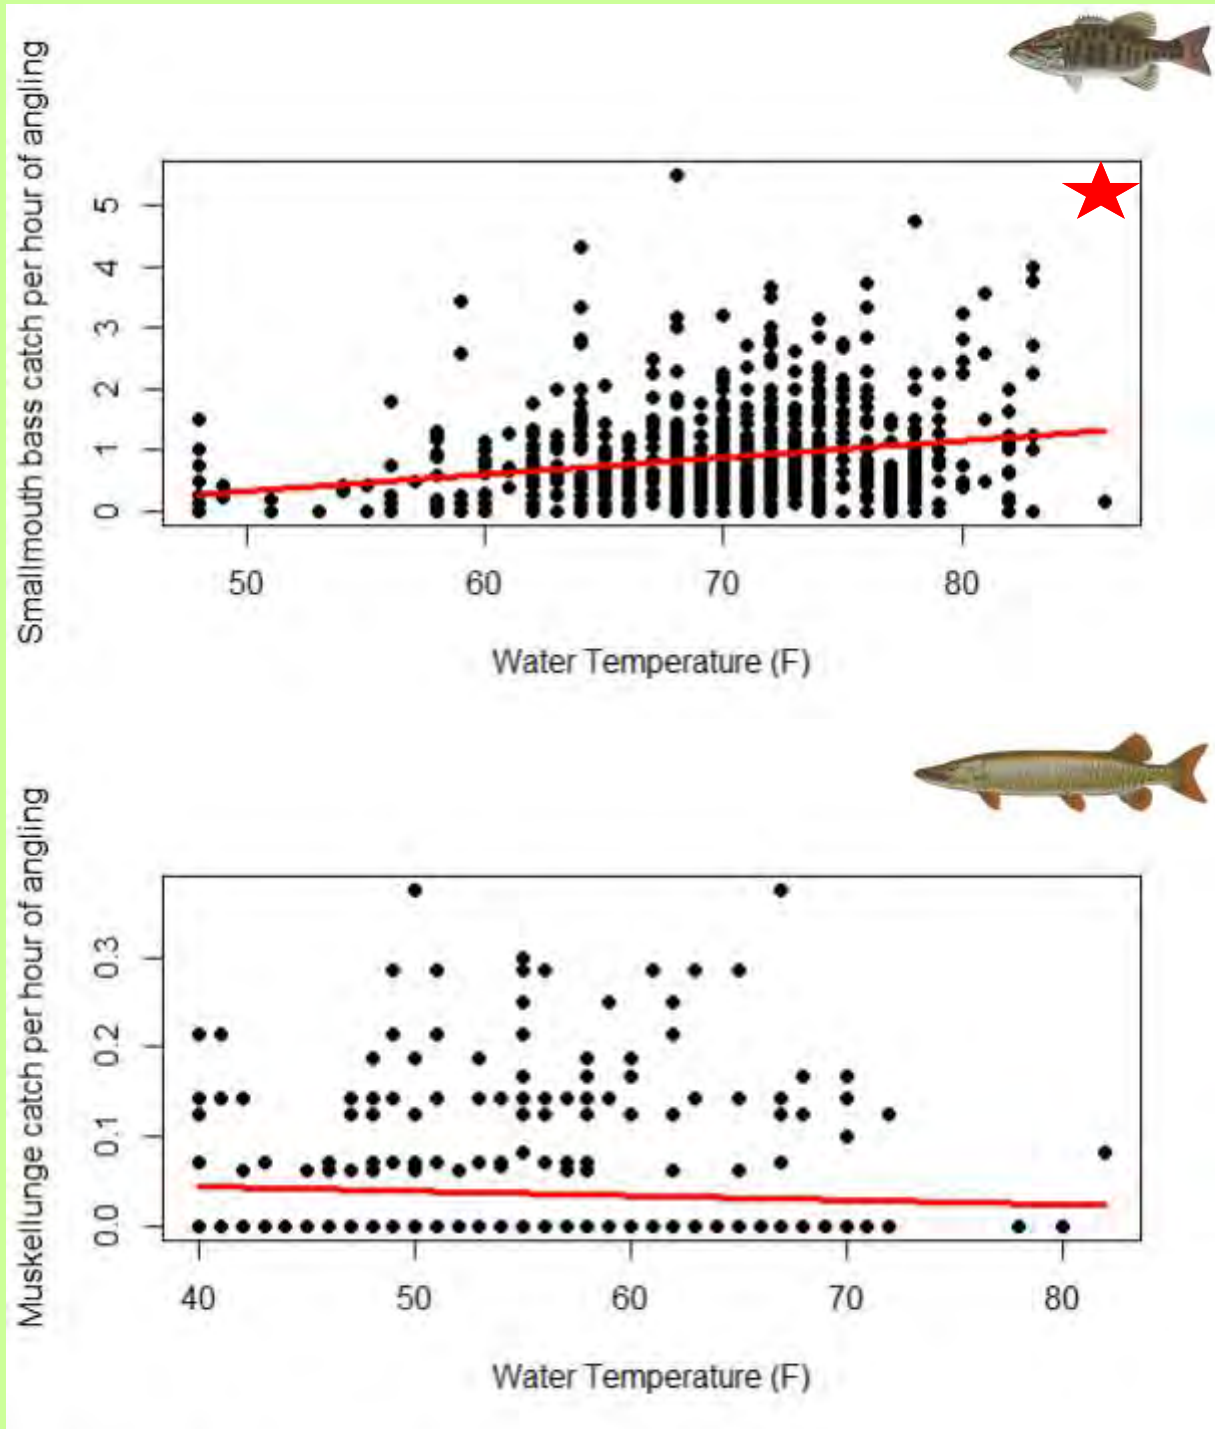 Smallmouth bass catch per hour of angling
5
4
3
2
1
0
50 60 70 80
Water Temperature (F)
Muskellunge catch per hour of angling
0.3
0.2
0.1
0.0
40 50 60 70 80
Water Temperature (F)